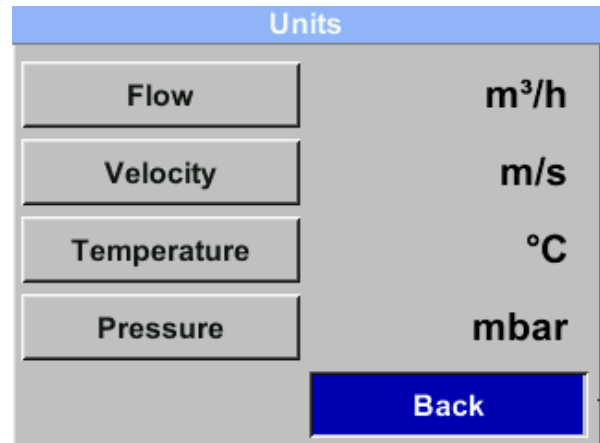 Units
Flow m³/h
Velocity m/s
Temperature °C
Pressure mbar
Back